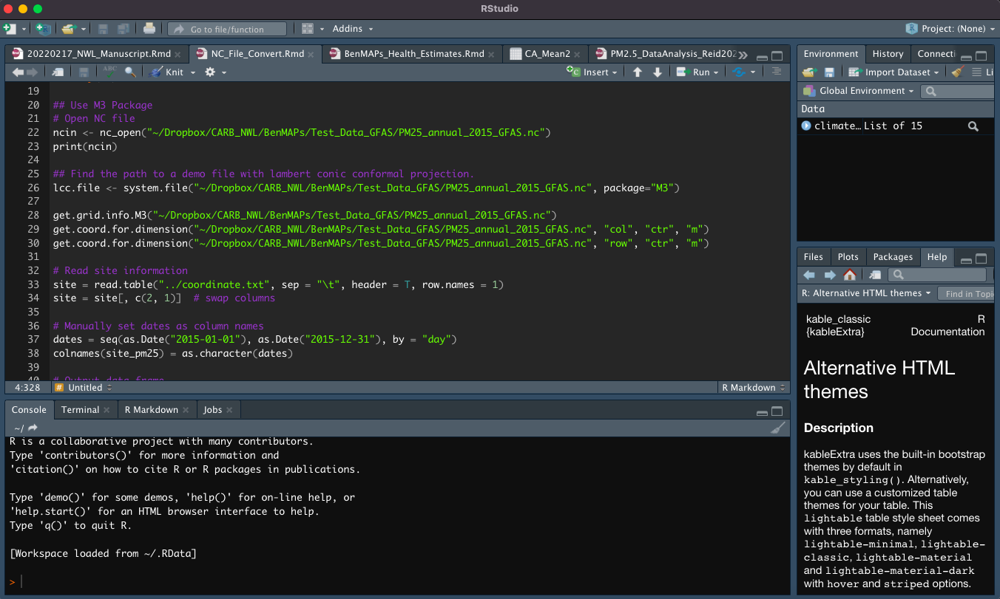 RStudio
Go to file/function
Addins
Project: (None)
20220217_NWL_Manuscript.Rmd
NC_File_Convert.Rmd
BenMAPs_Health_Estimates.Rmd
CA_Mean2
PM2.5_DataAnalysis_Reid202
ABC
Knit
Insert
Run
19
20 ## Use M3 Package
21 # Open NC file
22 ncin <- nc_open("~/Dropbox/CARB_NWL/BenMAPs/Test_Data_GFAS/PM25_annual_2015_GFAS.nc")
23 print(ncin)
24
25 ## Find the path to a demo file with lambert conic conformal projection.
26 lcc.file <- system.file("~/Dropbox/CARB_NWL/BenMAPs/Test_Data_GFAS/PM25_annual_2015_GFAS.nc", package="M3")
27
28 get.grid.info.M3("~/Dropbox/CARB_NWL/BenMAPs/Test_Data_GFAS/PM25_annual_2015_GFAS.nc")
29 get.coord.for.dimension("~/Dropbox/CARB_NWL/BenMAPs/Test_Data_GFAS/PM25_annual_2015_GFAS.nc", "col", "ctr", "m")
30 get.coord.for.dimension("~/Dropbox/CARB_NWL/BenMAPs/Test_Data_GFAS/PM25_annual_2015_GFAS.nc", "row", "ctr", "m")
31
32 # Read site information
33 site = read.table("../coordinate.txt", sep = "\t", header = T, row.names = 1)
34 site = site[, c(2, 1)]  # swap columns
35
36 # Manually set dates as column names
37 dates = seq(as.Date("2015-01-01"), as.Date("2015-12-31"), by = "day")
38 colnames(site_pm25) = as.character(dates)
39
40 # Output data frame
4:328
# Untitled
R Markdown
Console
Terminal
R Markdown
Jobs
~/
R is a collaborative project with many contributors.
Type 'contributors()' for more information and
'citation()' on how to cite R or R packages in publications.
Type 'demo()' for some demos, 'help()' for on-line help, or
'help.start()' for an HTML browser interface to help.
Type 'q()' to quit R.
[Workspace loaded from ~/.RData]
>
Environment
History
Connecti
Import Dataset
Li
Global Environment
Data
climate… List of 15
Files
Plots
Packages
Help
R: Alternative HTML themes
Find in Topi
kable_classic R
{kableExtra} Documentation
Alternative HTML
themes
Description
kableExtra uses the built-in bootstrap
themes by default in
kable_styling(). Alternatively,
you can use a customized table
themes for your table. This
lightable table style sheet comes
with three formats, namely
lightable-minimal, lightable-
classic, lightable-material
and lightable-material-dark
with hover and striped options.